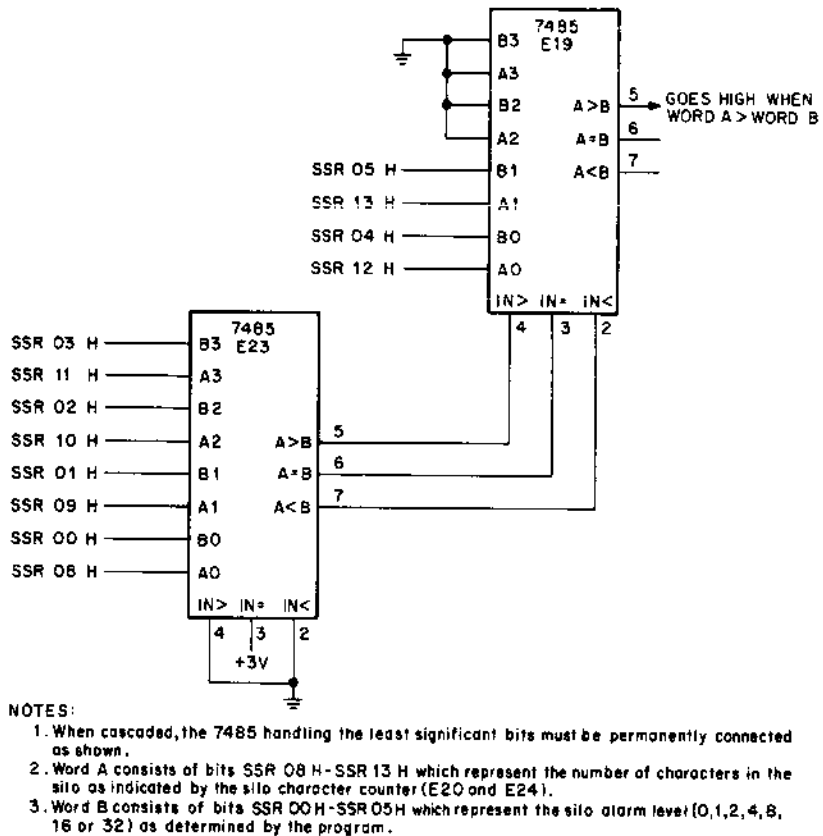 7485
E19
B3
A3
B2
A2
SSR 05 H B1
SSR 13 H A1
SSR 04 H B0
SSR 12 H A0
A>B 5 GOES HIGH WHEN
WORD A > WORD B
A=B 6
A<B 7
IN> IN= IN<
4 3 2
7485
E23
SSR 03 H B3
SSR 11 H A3
SSR 02 H B2
SSR 10 H A2
SSR 01 H B1
SSR 09 H A1
SSR 00 H B0
SSR 08 H A0
A>B 5
A=B 6
A<B 7
IN> IN= IN<
4 3 2
+3V
NOTES:
1. When cascaded, the 7485 handling the least significant bits must be permanently connected
as shown.
2. Word A consists of bits SSR 08 H-SSR 13 H which represent the number of characters in the
silo as indicated by the silo character counter (E20 and E24).
3. Word B consists of bits SSR 00H-SSR 05H which represent the silo alarm level (0,1,2,4,8,
16 or 32) as determined by the program.